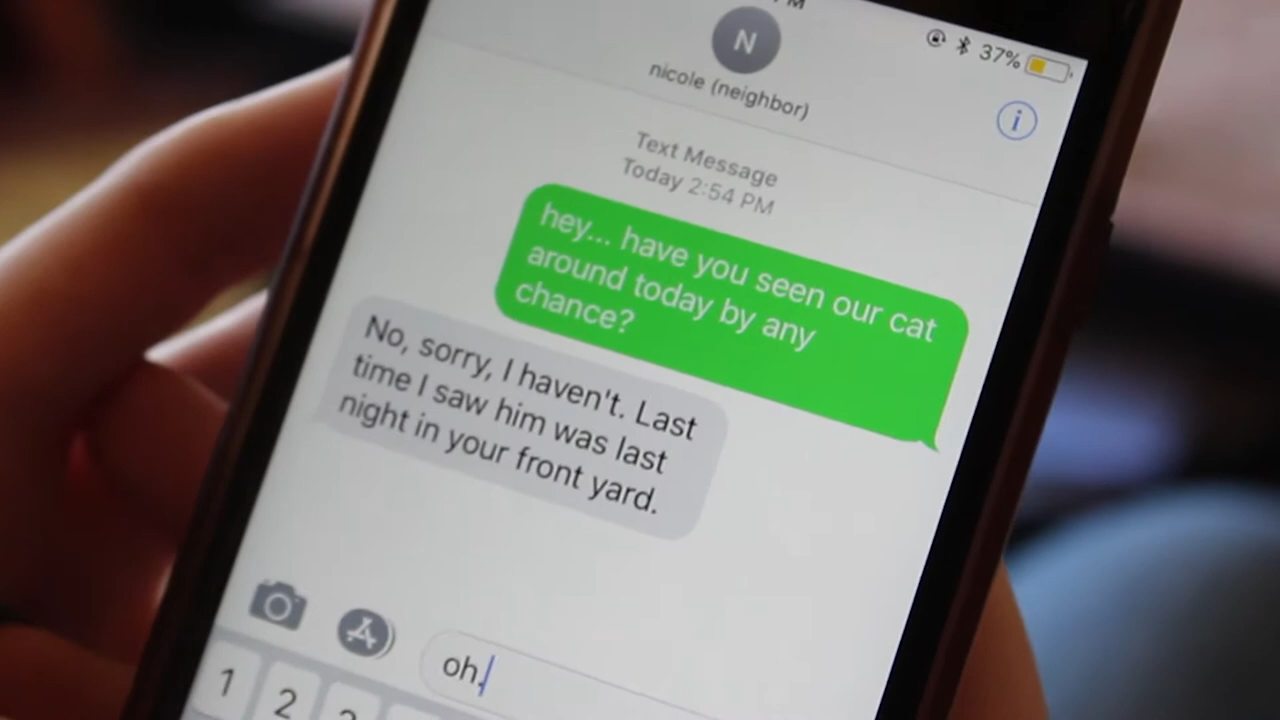 37%
N
nicole (neighbor)
Text Message
Today 2:54 PM
hey... have you seen our cat
around today by any
chance?
No, sorry, I haven't. Last
time I saw him was last
night in your front yard.
oh,
1 2